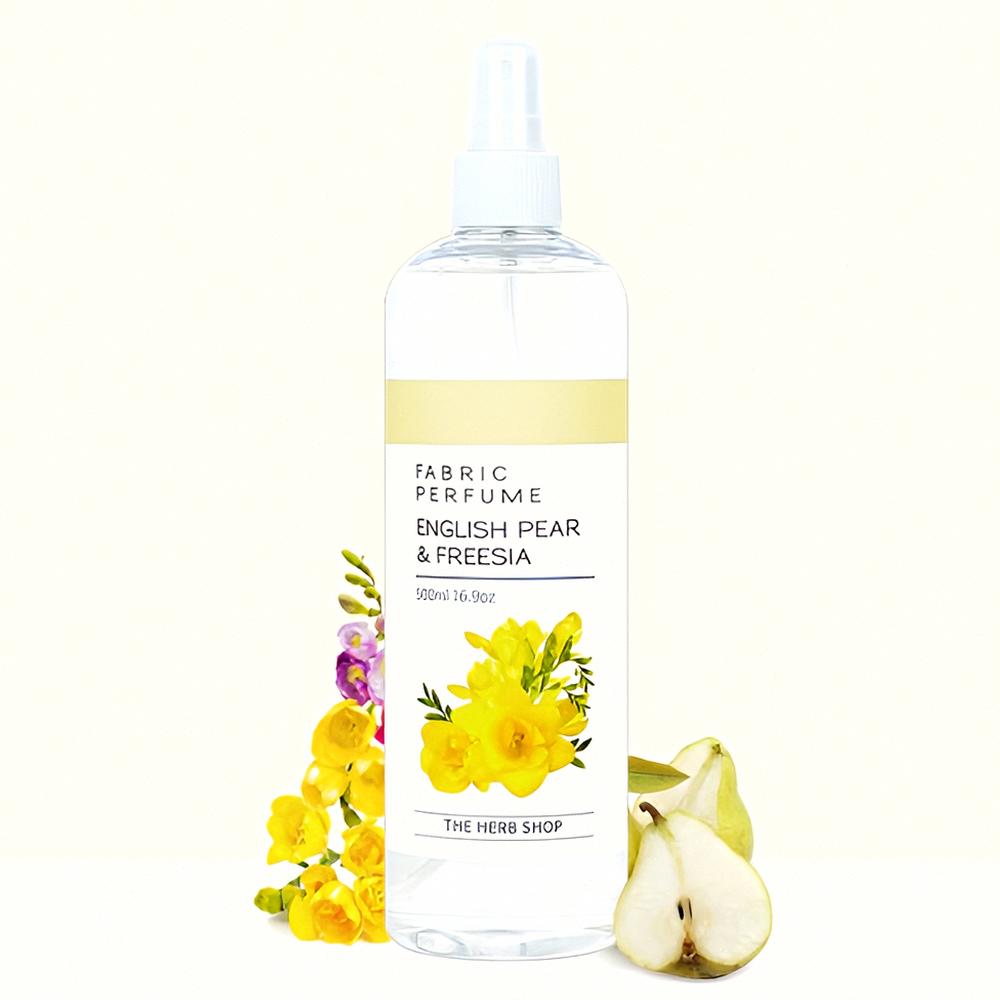 FABRIC
PERFUME
ENGLISH PEAR
& FREESIA
500ml 16.9oz
THE HERB SHOP